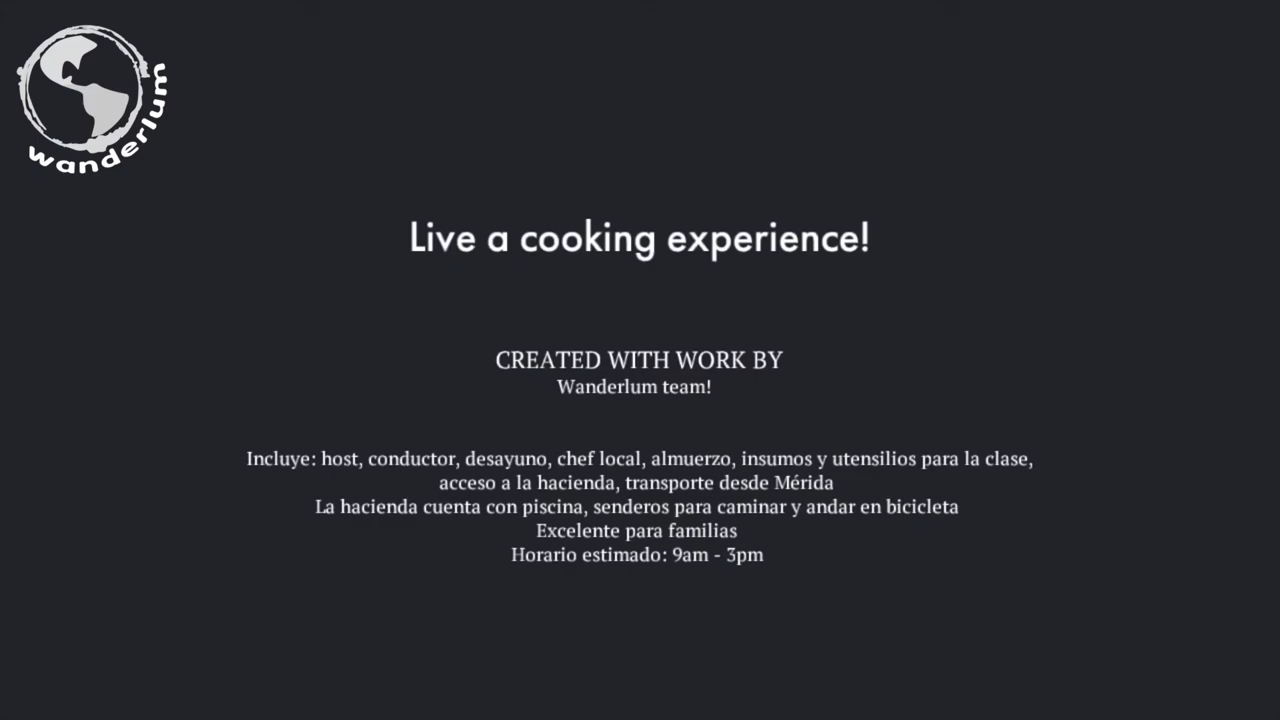 wanderlum
Live a cooking experience!
CREATED WITH WORK BY
Wanderlum team!
Incluye: host, conductor, desayuno, chef local, almuerzo, insumos y utensilios para la clase,
acceso a la hacienda, transporte desde Mérida
La hacienda cuenta con piscina, senderos para caminar y andar en bicicleta
Excelente para familias
Horario estimado: 9am - 3pm